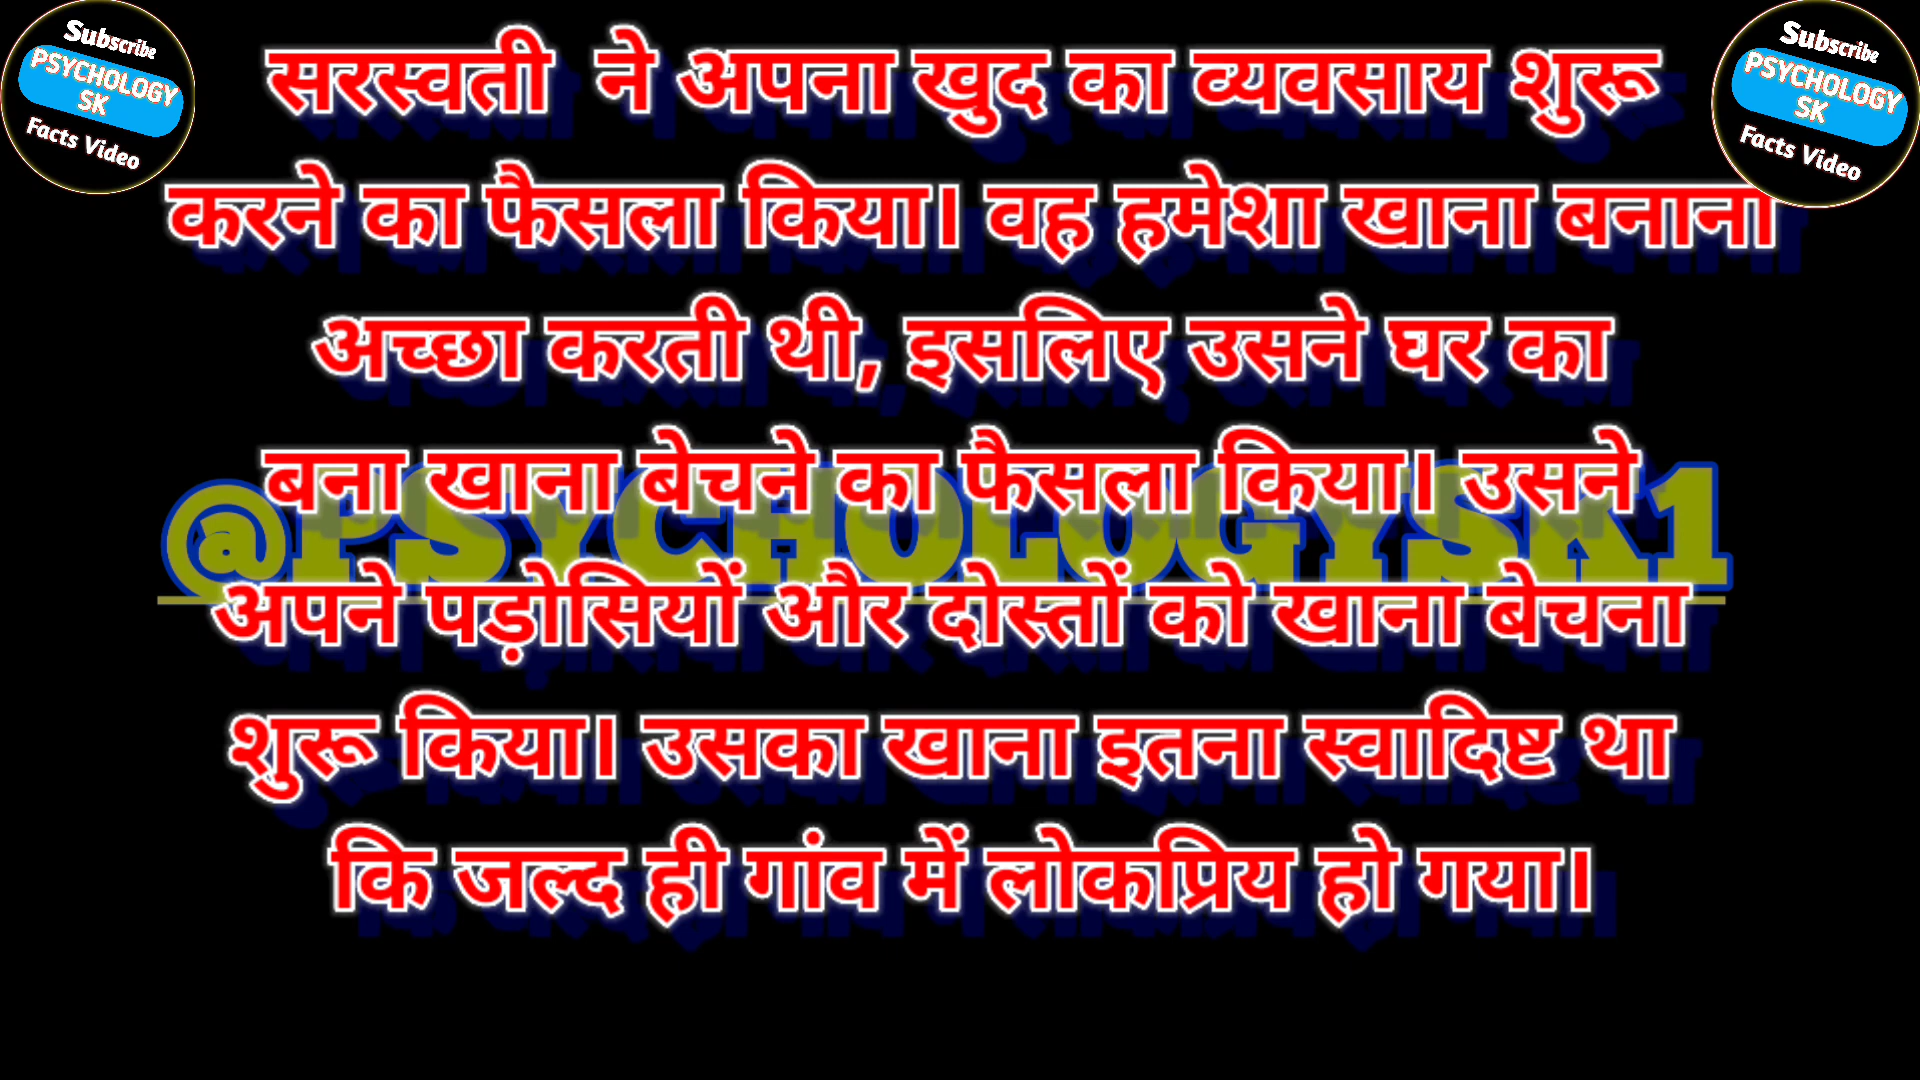 Subscribe
PSYCHOLOGY
SK
Facts Video
Subscribe
PSYCHOLOGY
SK
Facts Video
सरस्वती ने अपना खुद का व्यवसाय शुरू
करने का फैसला किया। वह हमेशा खाना बनाना
अच्छा करती थी, इसलिए उसने घर का
बना खाना बेचने का फैसला किया। उसने
@PSYCHOLOGYSK1
अपने पड़ोसियों और दोस्तों को खाना बेचना
शुरू किया। उसका खाना इतना स्वादिष्ट था
कि जल्द ही गांव में लोकप्रिय हो गया।